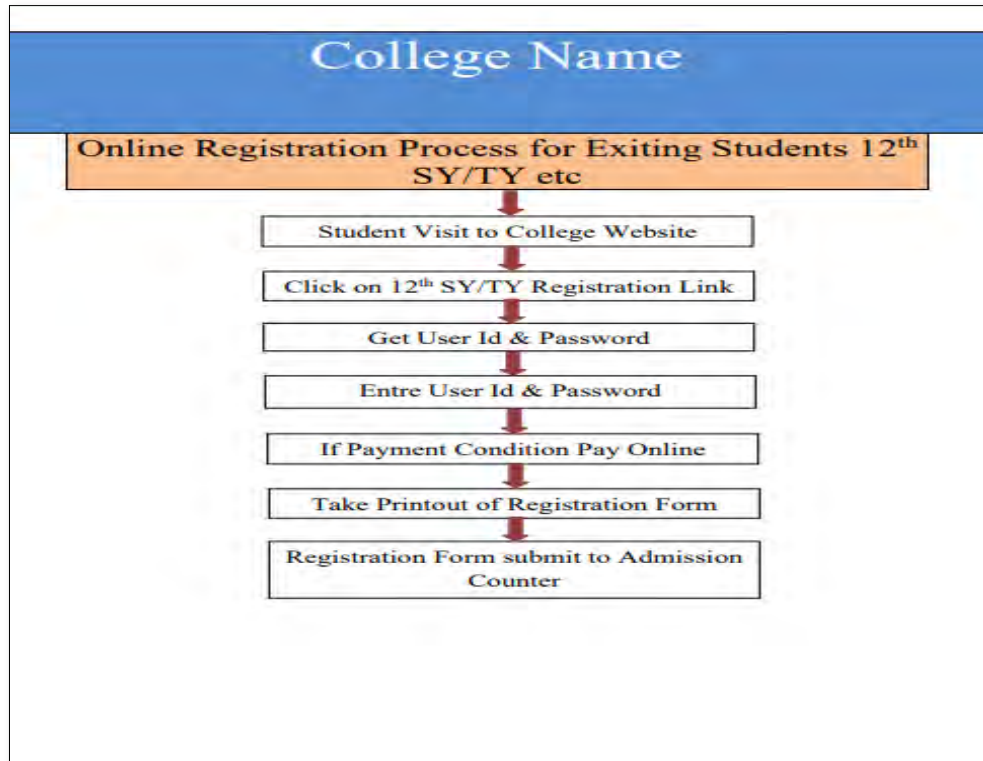 College Name
Online Registration Process for Exiting Students 12th
SY/TY etc
Student Visit to College Website
Click on 12th SY/TY Registration Link
Get User Id & Password
Entre User Id & Password
If Payment Condition Pay Online
Take Printout of Registration Form
Registration Form submit to Admission
Counter